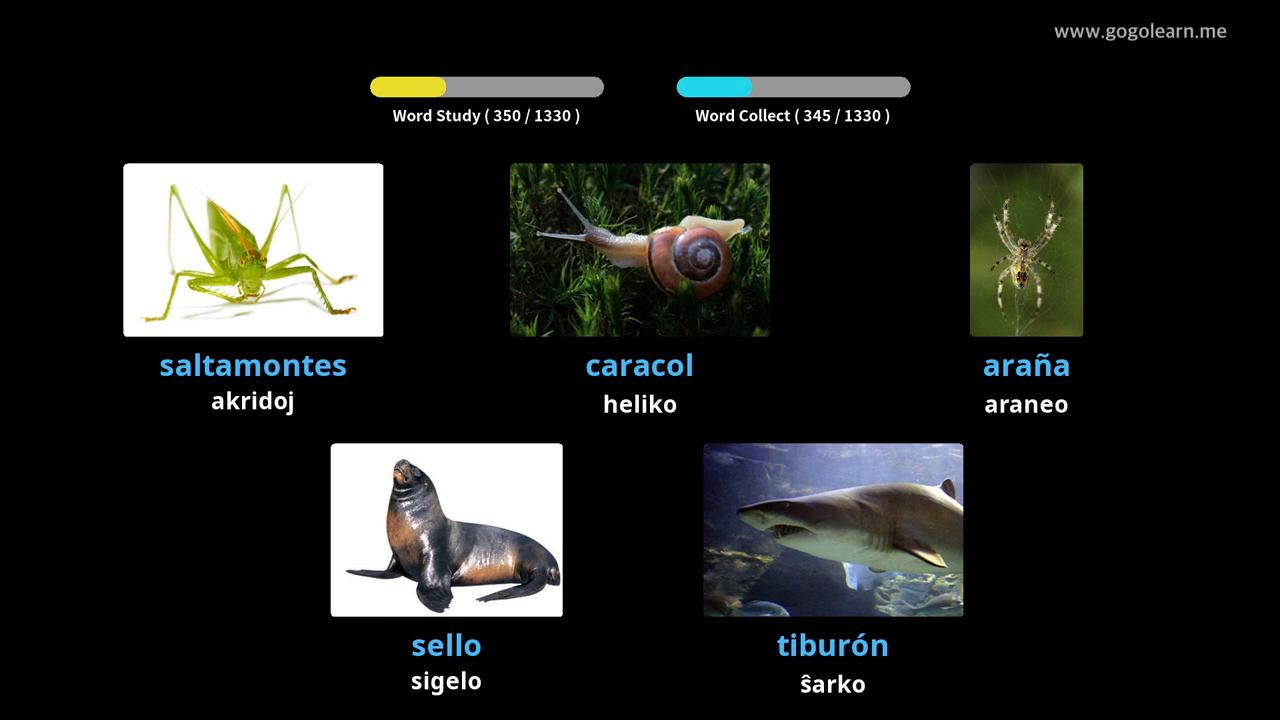 www.gogolearn.me
Word Study ( 350 / 1330 )
Word Collect ( 345 / 1330 )
saltamontes
akridoj
caracol
heliko
araña
araneo
sello
sigelo
tiburón
ŝarko